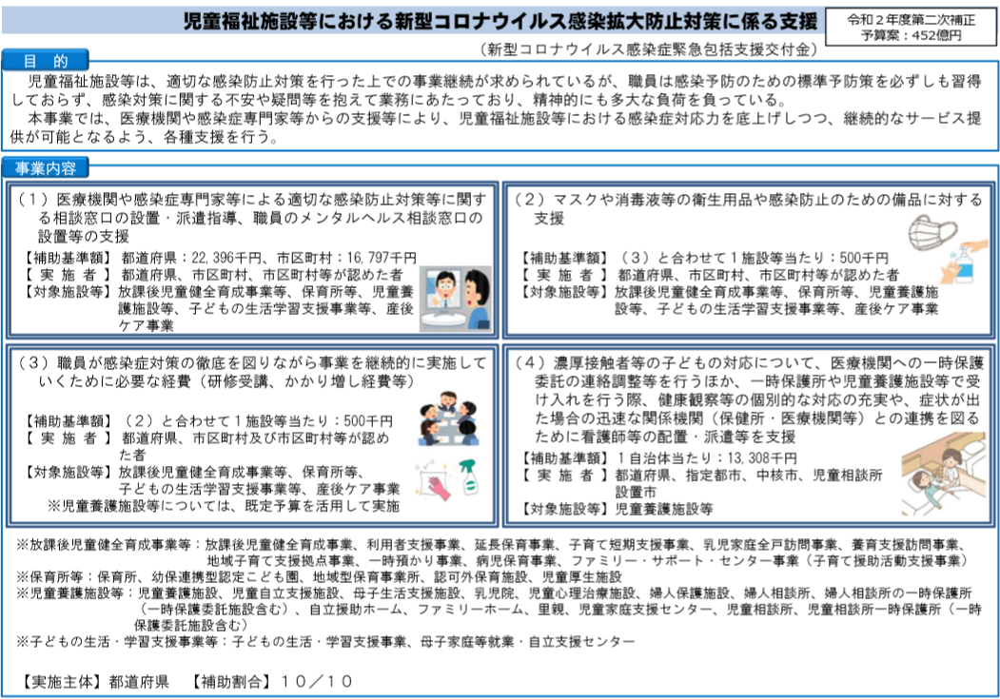 児童福祉施設等における新型コロナウイルス感染拡大防止対策に係る支援
令和２年度第二次補正
予算案：452億円
（新型コロナウイルス感染症緊急包括支援交付金）
目　的
児童福祉施設等は、適切な感染防止対策を行った上での事業継続が求められているが、職員は感染予防のための標準予防策を必ずしも習得
しておらず、感染対策に関する不安や疑問等を抱えて業務にあたっており、精神的にも多大な負荷を負っている。
本事業では、医療機関や感染症専門家等からの支援等により、児童福祉施設等における感染症対応力を底上げしつつ、継続的なサービス提
供が可能となるよう、各種支援を行う。
事業内容
（１）医療機関や感染症専門家等による適切な感染防止対策等に関す
る相談窓口の設置・派遣指導、職員のメンタルヘルス相談窓口の
設置等の支援
【補助基準額】都道府県：22,396千円、市区町村：16,797千円
【 実 施 者 】 都道府県、市区町村、市区町村等が認めた者
【対象施設等】放課後児童健全育成事業等、保育所等、児童養
護施設等、子どもの生活学習支援事業等、産後
ケア事業
（２）マスクや消毒液等の衛生用品や感染防止のための備品に対する
支援
【補助基準額】（３）と合わせて１施設等当たり：500千円
【 実 施 者 】 都道府県、市区町村、市区町村等が認めた者
【対象施設等】放課後児童健全育成事業等、保育所等、児童養護施
設等、子どもの生活学習支援事業等、産後ケア事業
（３）職員が感染症対策の徹底を図りながら事業を継続的に実施して
いくために必要な経費（研修受講、かかり増し経費等）
【補助基準額】（２）と合わせて１施設等当たり：500千円
【 実 施 者 】 都道府県、市区町村及び市区町村等が認め
た者
【対象施設等】放課後児童健全育成事業等、保育所等、
子どもの生活学習支援事業等、産後ケア事業
※児童養護施設等については、既定予算を活用して実施
（４）濃厚接触者等の子どもの対応について、医療機関への一時保護
委託の連絡調整等を行うほか、一時保護所や児童養護施設等で受
け入れを行う際、健康観察等の個別的な対応の充実や、症状が出
た場合の迅速な関係機関（保健所・医療機関等）との連携を図る
ために看護師等の配置・派遣等を支援
【補助基準額】１自治体当たり：13,308千円
【 実 施 者 】都道府県、指定都市、中核市、児童相談所
設置市
【対象施設等】児童養護施設等
※放課後児童健全育成事業等：放課後児童健全育成事業、利用者支援事業、延長保育事業、子育て短期支援事業、乳児家庭全戸訪問事業、養育支援訪問事業、
地域子育て支援拠点事業、一時預かり事業、病児保育事業、ファミリー・サポート・センター事業（子育て援助活動支援事業）
※保育所等：保育所、幼保連携型認定こども園、地域型保育事業所、認可外保育施設、児童厚生施設
※児童養護施設等：児童養護施設、児童自立支援施設、母子生活支援施設、乳児院、児童心理治療施設、婦人保護施設、婦人相談所、婦人相談所の一時保護所
（一時保護委託施設含む）、自立援助ホーム、ファミリーホーム、里親、児童家庭支援センター、児童相談所、児童相談所一時保護所（一時
保護委託施設含む）
※子どもの生活・学習支援事業等：子どもの生活・学習支援事業、母子家庭等就業・自立支援センター
【実施主体】都道府県　【補助割合】１０／１０